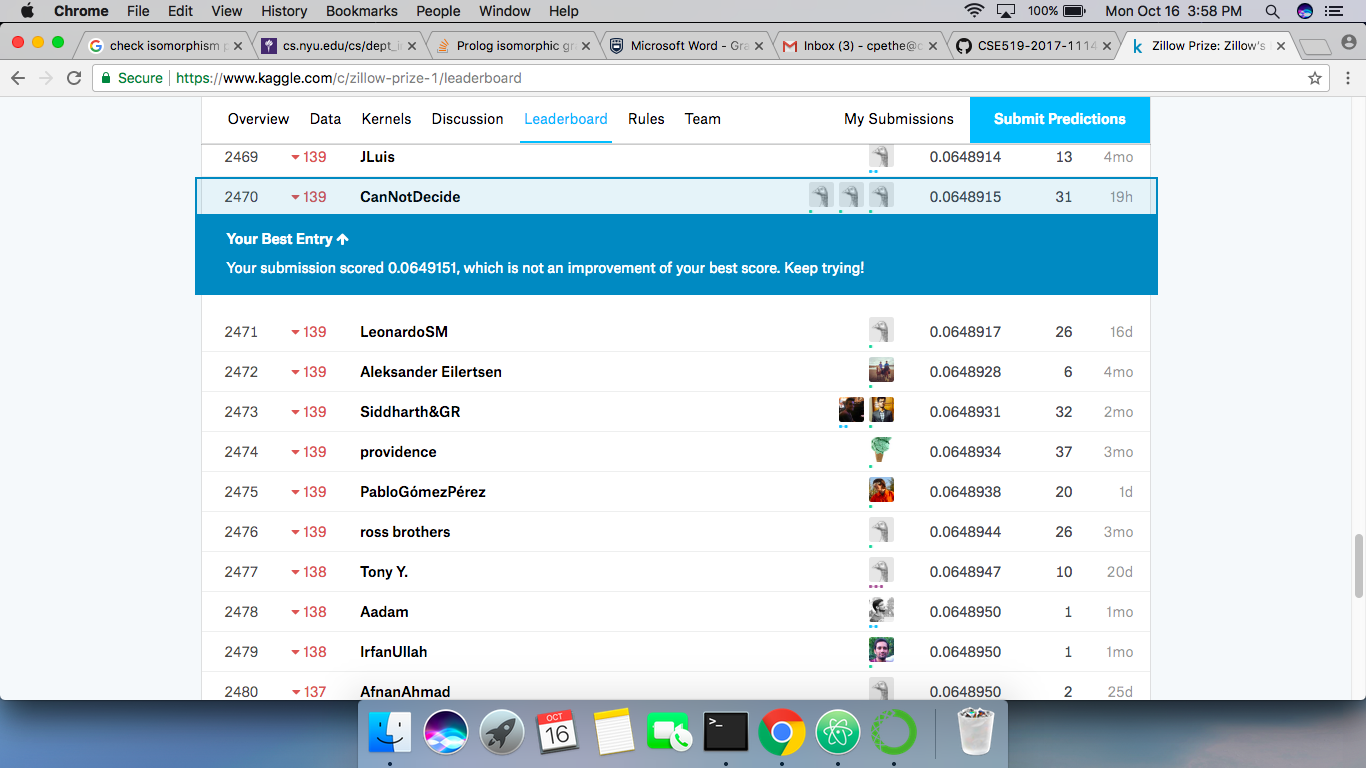 Chrome File Edit View History Bookmarks People Window Help 100% Mon Oct 16 3:58 PM
check isomorphism p cs.nyu.edu/cs/dept_i Prolog isomorphic gr Microsoft Word - Gra Inbox (3) - cpethe@c CSE519-2017-1114 Zillow Prize: Zillow's
Secure https://www.kaggle.com/c/zillow-prize-1/leaderboard
Overview Data Kernels Discussion Leaderboard Rules Team My Submissions Submit Predictions
2469 139 JLuis 0.0648914 13 4mo
2470 139 CanNotDecide 0.0648915 31 19h
Your Best Entry
Your submission scored 0.0649151, which is not an improvement of your best score. Keep trying!
2471 139 LeonardoSM 0.0648917 26 16d
2472 139 Aleksander Eilertsen 0.0648928 6 4mo
2473 139 Siddharth&GR 0.0648931 32 2mo
2474 139 providence 0.0648934 37 3mo
2475 139 PabloGómezPérez 0.0648938 20 1d
2476 139 ross brothers 0.0648944 26 3mo
2477 138 Tony Y. 0.0648947 10 20d
2478 138 Aadam 0.0648950 1 1mo
2479 138 IrfanUllah 0.0648950 1 1mo
2480 137 AfnanAhmad 0.0648950 2 25d
OCT
16